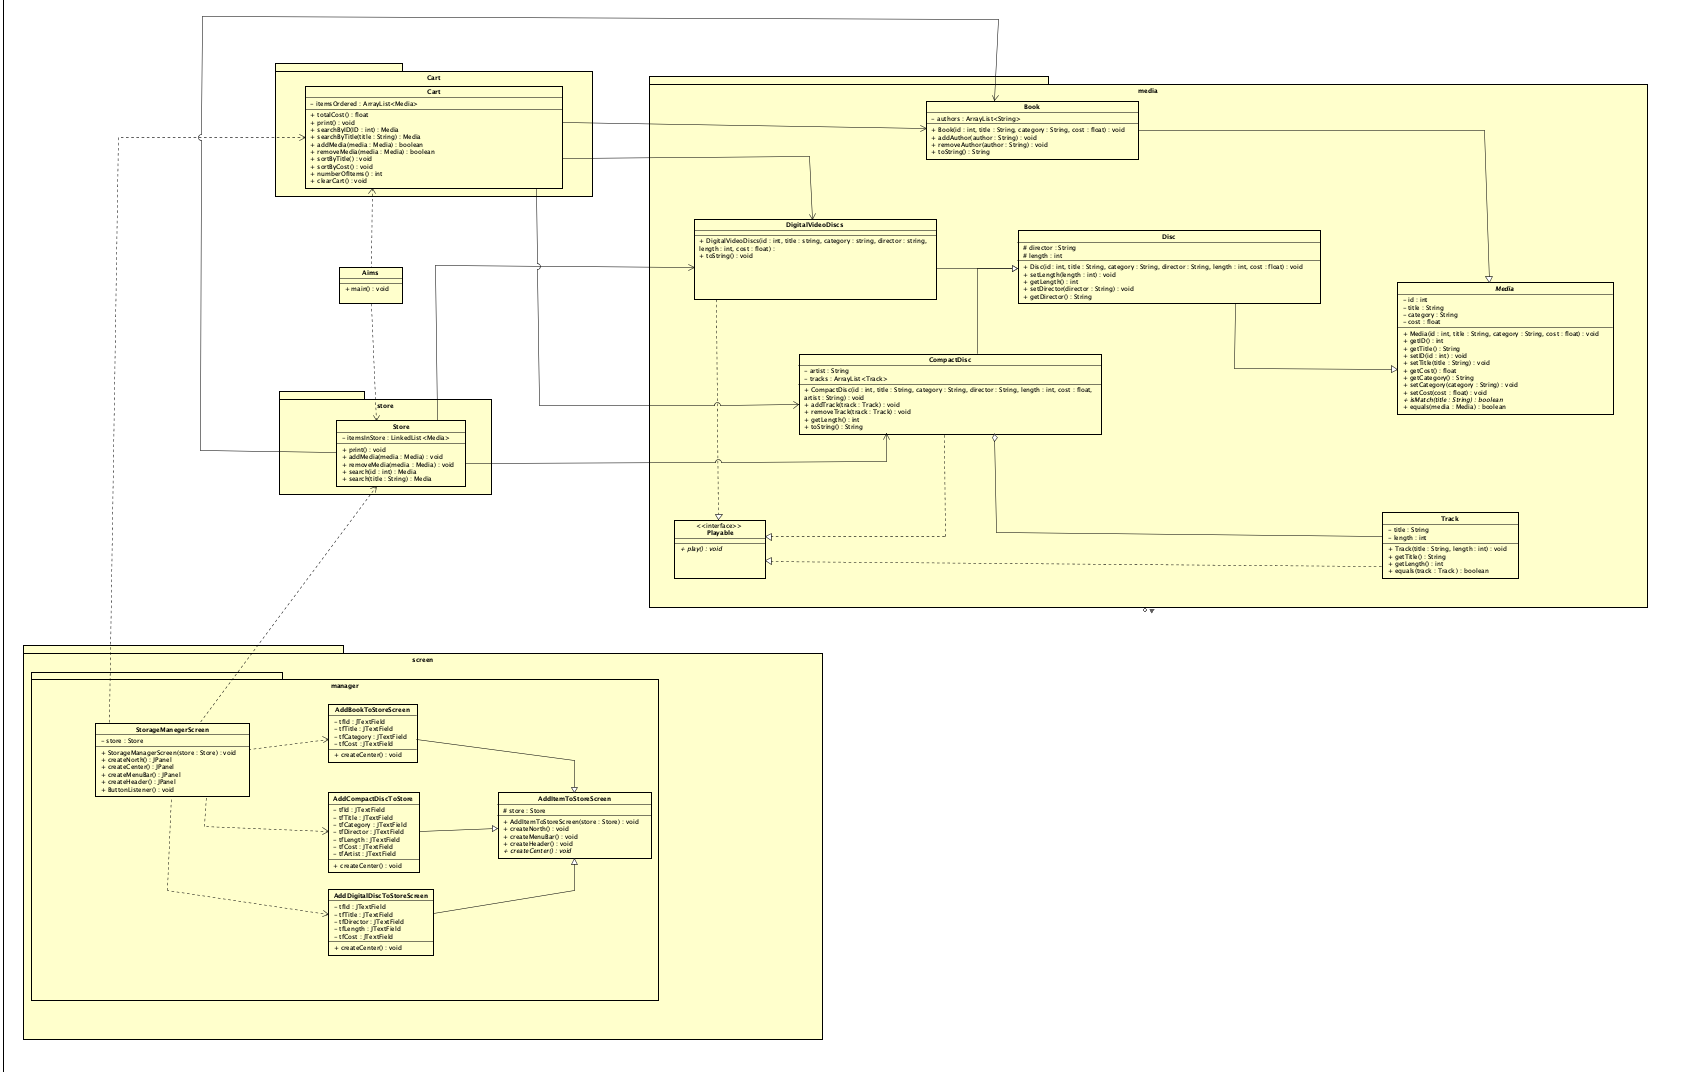 Cart
Cart
- itemsOrdered : ArrayList<Media>
+ totalCost() : float
+ print() : void
+ searchByID(ID : int) : Media
+ searchByTitle(title : String) : Media
+ addMedia(media : Media) : boolean
+ removeMedia(media : Media) : boolean
+ sortByTitle() : void
+ sortByCost() : void
+ numberOfItems() : int
+ clearCart() : void
Aims
+ main() : void
store
Store
- itemsInStore : LinkedList<Media>
+ print() : void
+ addMedia(media : Media) : void
+ removeMedia(media : Media) : void
+ search(id : int) : Media
+ search(title : String) : Media
media
Book
- authors : ArrayList<String>
+ Book(id : int, title : String, category : String, cost : float) : void
+ addAuthor(author : String) : void
+ removeAuthor(author : String) : void
+ toString() : String
DigitalVideoDiscs
+ DigitalVideoDiscs(id : int, title : string, category : string, director : string,
length : int, cost : float) :
+ toString() : void
Disc
# director : String
# length : int
+ Disc(id : int, title : String, category : String, director : String, length : int, cost : float) : void
+ setLength(length : int) : void
+ getLength() : int
+ setDirector(director : String) : void
+ getDirector() : String
Media
- id : int
- title : String
- category : String
- cost : float
+ Media(id : int, title : String, category : String, cost : float) : void
+ getID() : int
+ getTitle() : String
+ setID(id : int) : void
+ setTitle(title : String) : void
+ getCost() : float
+ getCategory() : String
+ setCategory(category : String) : void
+ setCost(cost : float) : void
+ isMatch(title : String) : boolean
+ equals(media : Media) : boolean
CompactDisc
- artist : String
- tracks : ArrayList<Track>
+ CompactDisc(id : int, title : String, category : String, director : String, length : int, cost : float,
artist : String) : void
+ addTrack(track : Track) : void
+ removeTrack(track : Track) : void
+ getLength() : int
+ toString() : String
<<interface>>
Playable
+ play() : void
Track
- title : String
- length : int
+ Track(title : String, length : int) : void
+ getTitle() : String
+ getLength() : int
+ equals(track : Track) : boolean
screen
manager
StorageManegerScreen
- store : Store
+ StorageManagerScreen(store : Store) : void
+ createNorth() : JPanel
+ createCenter() : JPanel
+ createMenuBar() : JPanel
+ createHeader() : JPanel
+ ButtonListener() : void
AddBookToStoreScreen
- tfId : JTextField
- tfTitle : JTextField
- tfCategory : JTextField
- tfCost : JTextField
+ createCenter() : void
AddCompactDiscToStore
- tfId : JTextField
- tfTitle : JTextField
- tfCategory : JTextField
- tfDirector : JTextField
- tfLength : JTextField
- tfCost : JTextField
- tfArtist : JTextField
+ createCenter() : void
AddDigitalDiscToStoreScreen
- tfId : JTextField
- tfTitle : JTextField
- tfDirector : JTextField
- tfLength : JTextField
- tfCost : JTextField
+ createCenter() : void
AddItemToStoreScreen
# store : Store
+ AddItemToStoreScreen(store : Store) : void
+ createNorth() : void
+ createMenuBar() : void
+ createHeader() : void
+ createCenter() : void